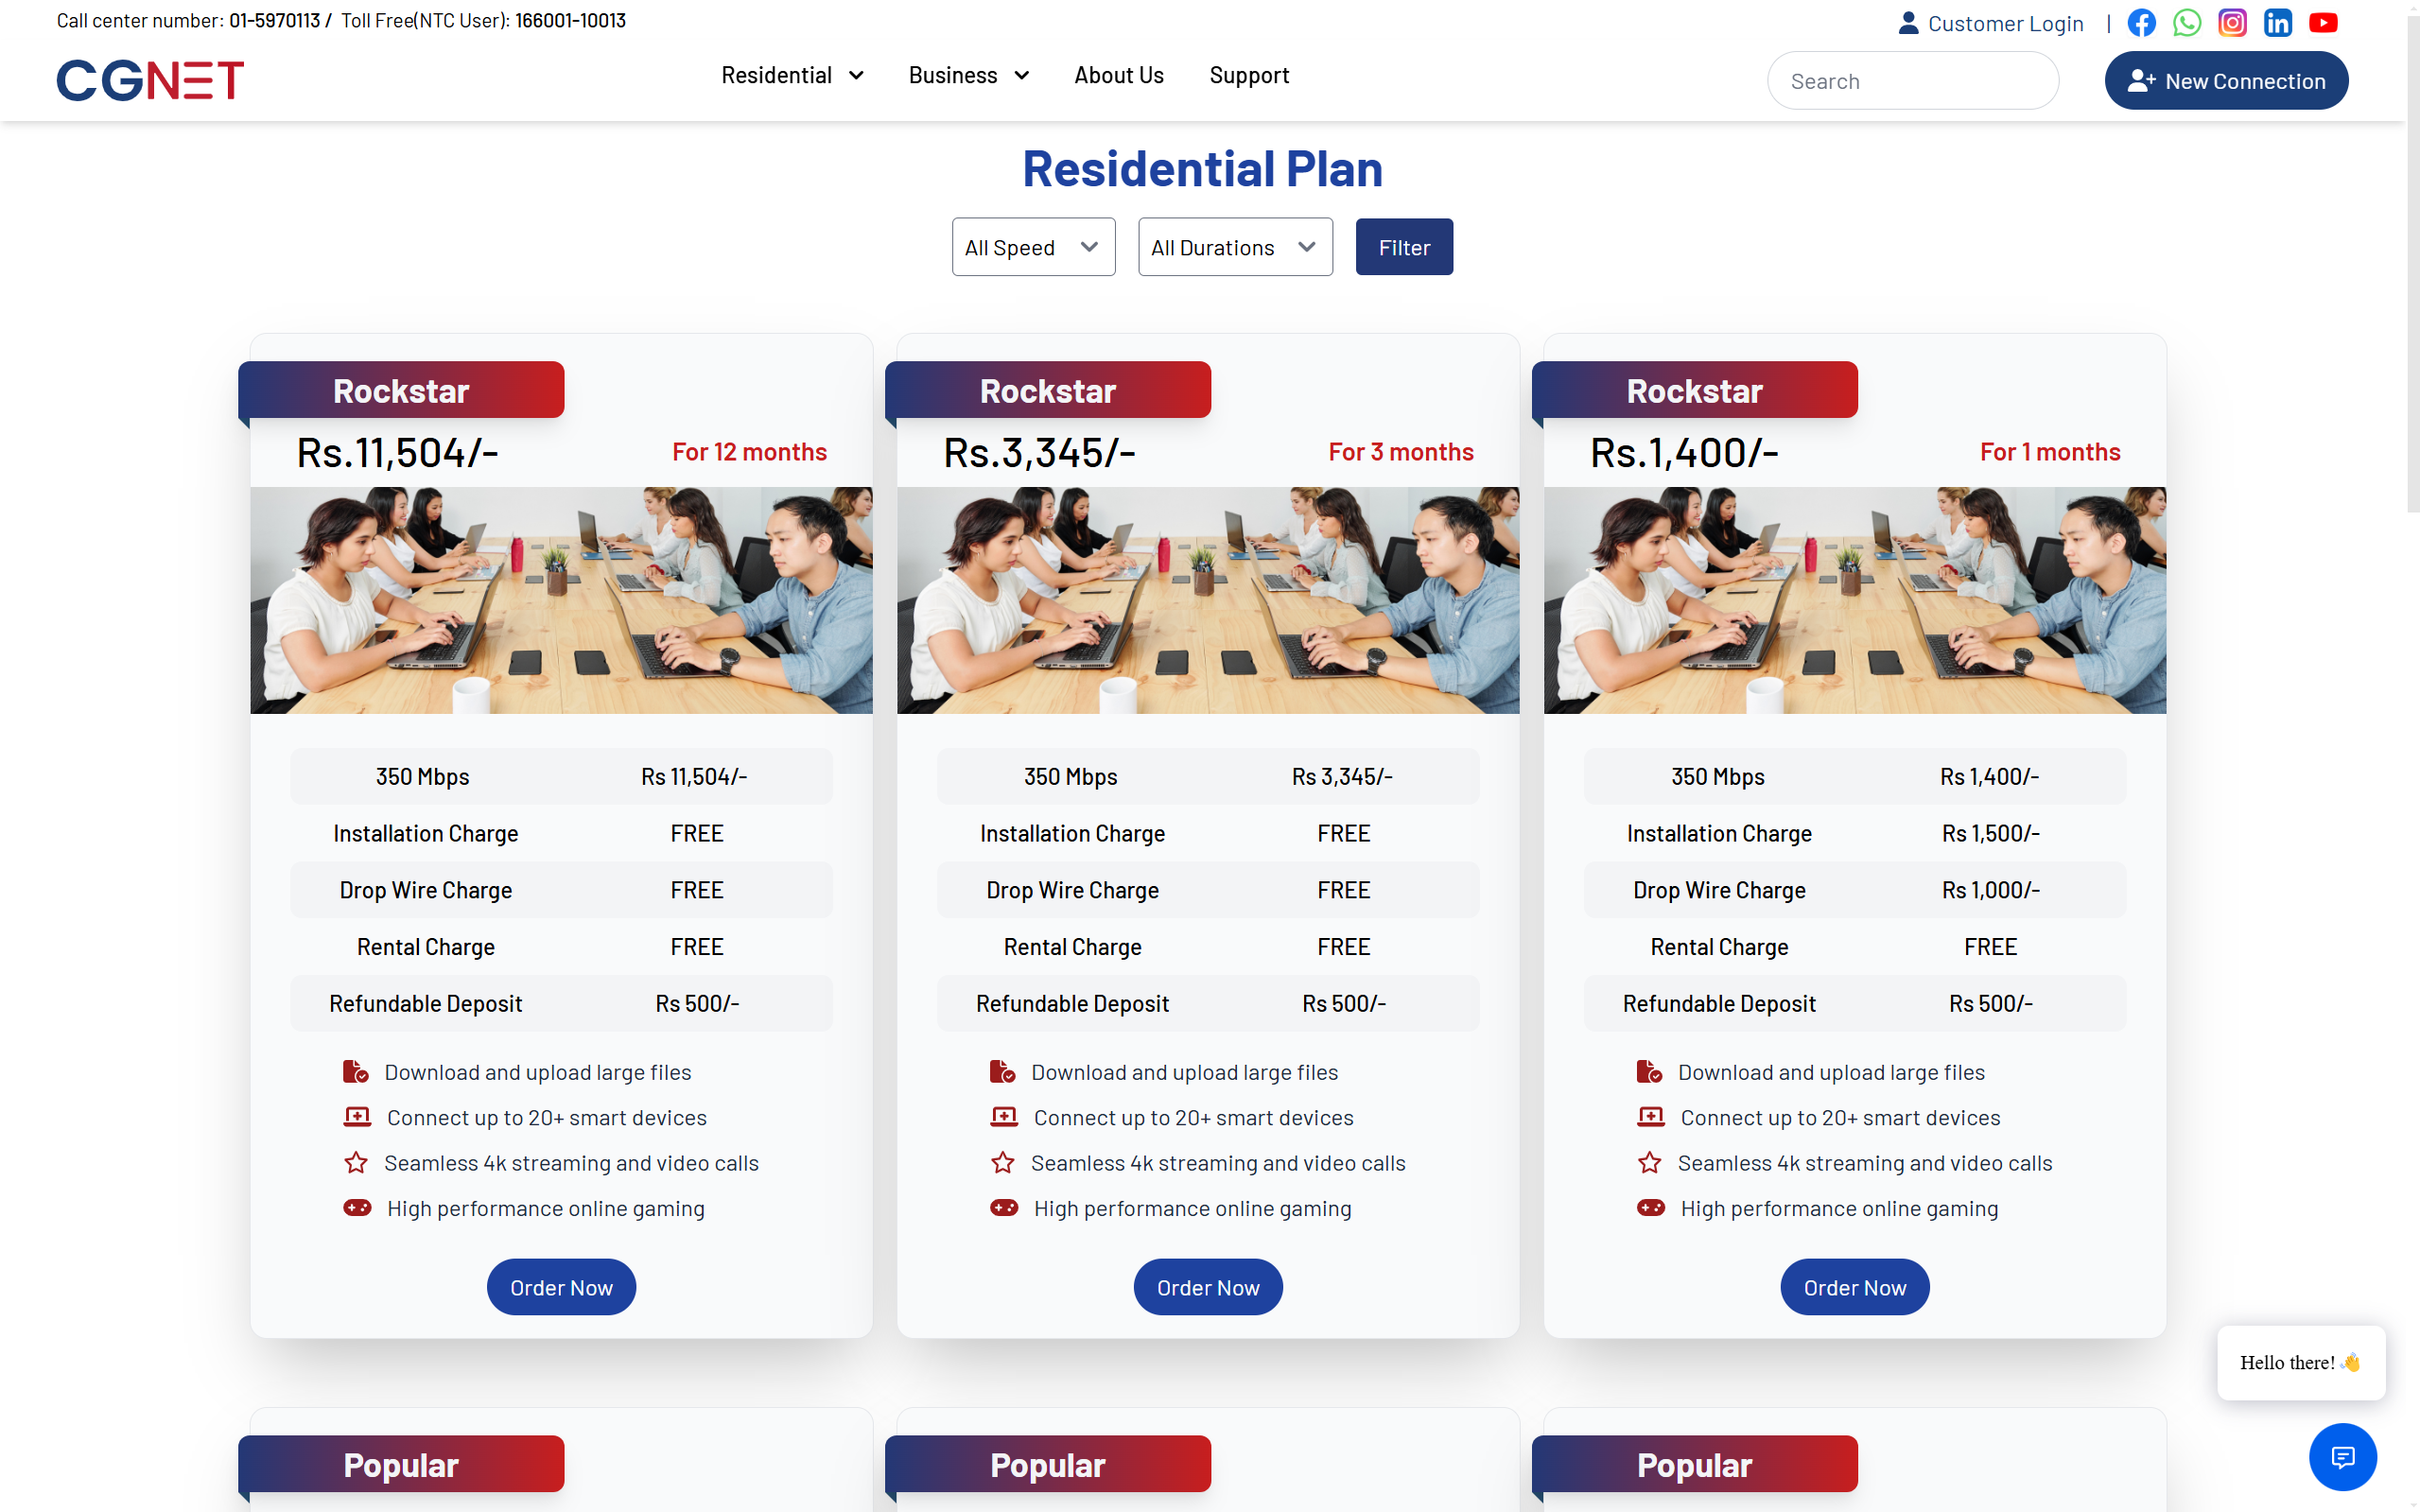 Call center number: 01-5970113 / Toll Free(NTC User): 166001-10013
Customer Login |
CGNET
Residential Business About Us Support
Search
New Connection
Residential Plan
All Speed All Durations Filter
Rockstar
Rs.11,504/- For 12 months
350 Mbps Rs 11,504/-
Installation Charge FREE
Drop Wire Charge FREE
Rental Charge FREE
Refundable Deposit Rs 500/-
Download and upload large files
Connect up to 20+ smart devices
Seamless 4k streaming and video calls
High performance online gaming
Order Now
Rockstar
Rs.3,345/- For 3 months
350 Mbps Rs 3,345/-
Installation Charge FREE
Drop Wire Charge FREE
Rental Charge FREE
Refundable Deposit Rs 500/-
Download and upload large files
Connect up to 20+ smart devices
Seamless 4k streaming and video calls
High performance online gaming
Order Now
Rockstar
Rs.1,400/- For 1 months
350 Mbps Rs 1,400/-
Installation Charge Rs 1,500/-
Drop Wire Charge Rs 1,000/-
Rental Charge FREE
Refundable Deposit Rs 500/-
Download and upload large files
Connect up to 20+ smart devices
Seamless 4k streaming and video calls
High performance online gaming
Order Now
Popular
Popular
Popular
Hello there! 👋